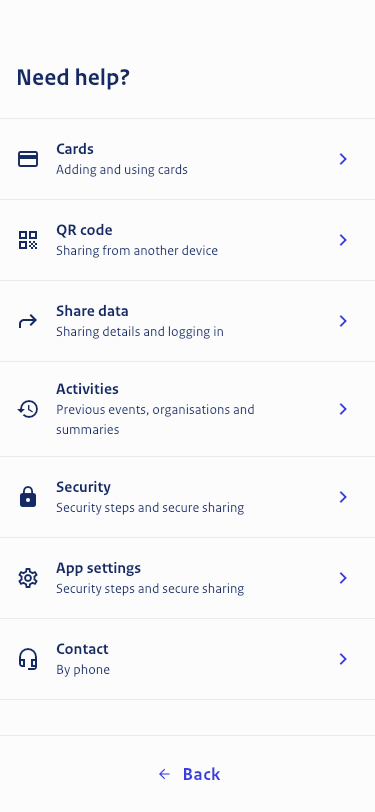 Need help?
Cards
Adding and using cards
QR code
Sharing from another device
Share data
Sharing details and logging in
Activities
Previous events, organisations and
summaries
Security
Security steps and secure sharing
App settings
Security steps and secure sharing
Contact
By phone
Back